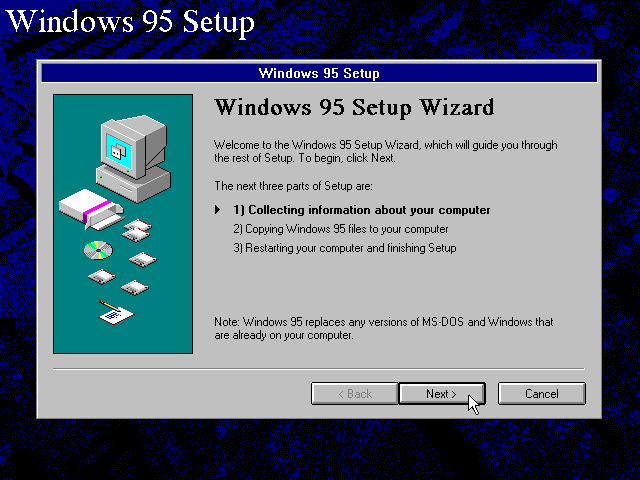 Windows 95 Setup
Windows 95 Setup
Windows 95 Setup Wizard
Welcome to the Windows 95 Setup Wizard, which will guide you through
the rest of Setup. To begin, click Next.
The next three parts of Setup are:
1) Collecting information about your computer
2) Copying Windows 95 files to your computer
3) Restarting your computer and finishing Setup
Note: Windows 95 replaces any versions of MS-DOS and Windows that
are already on your computer.
< Back Next > Cancel